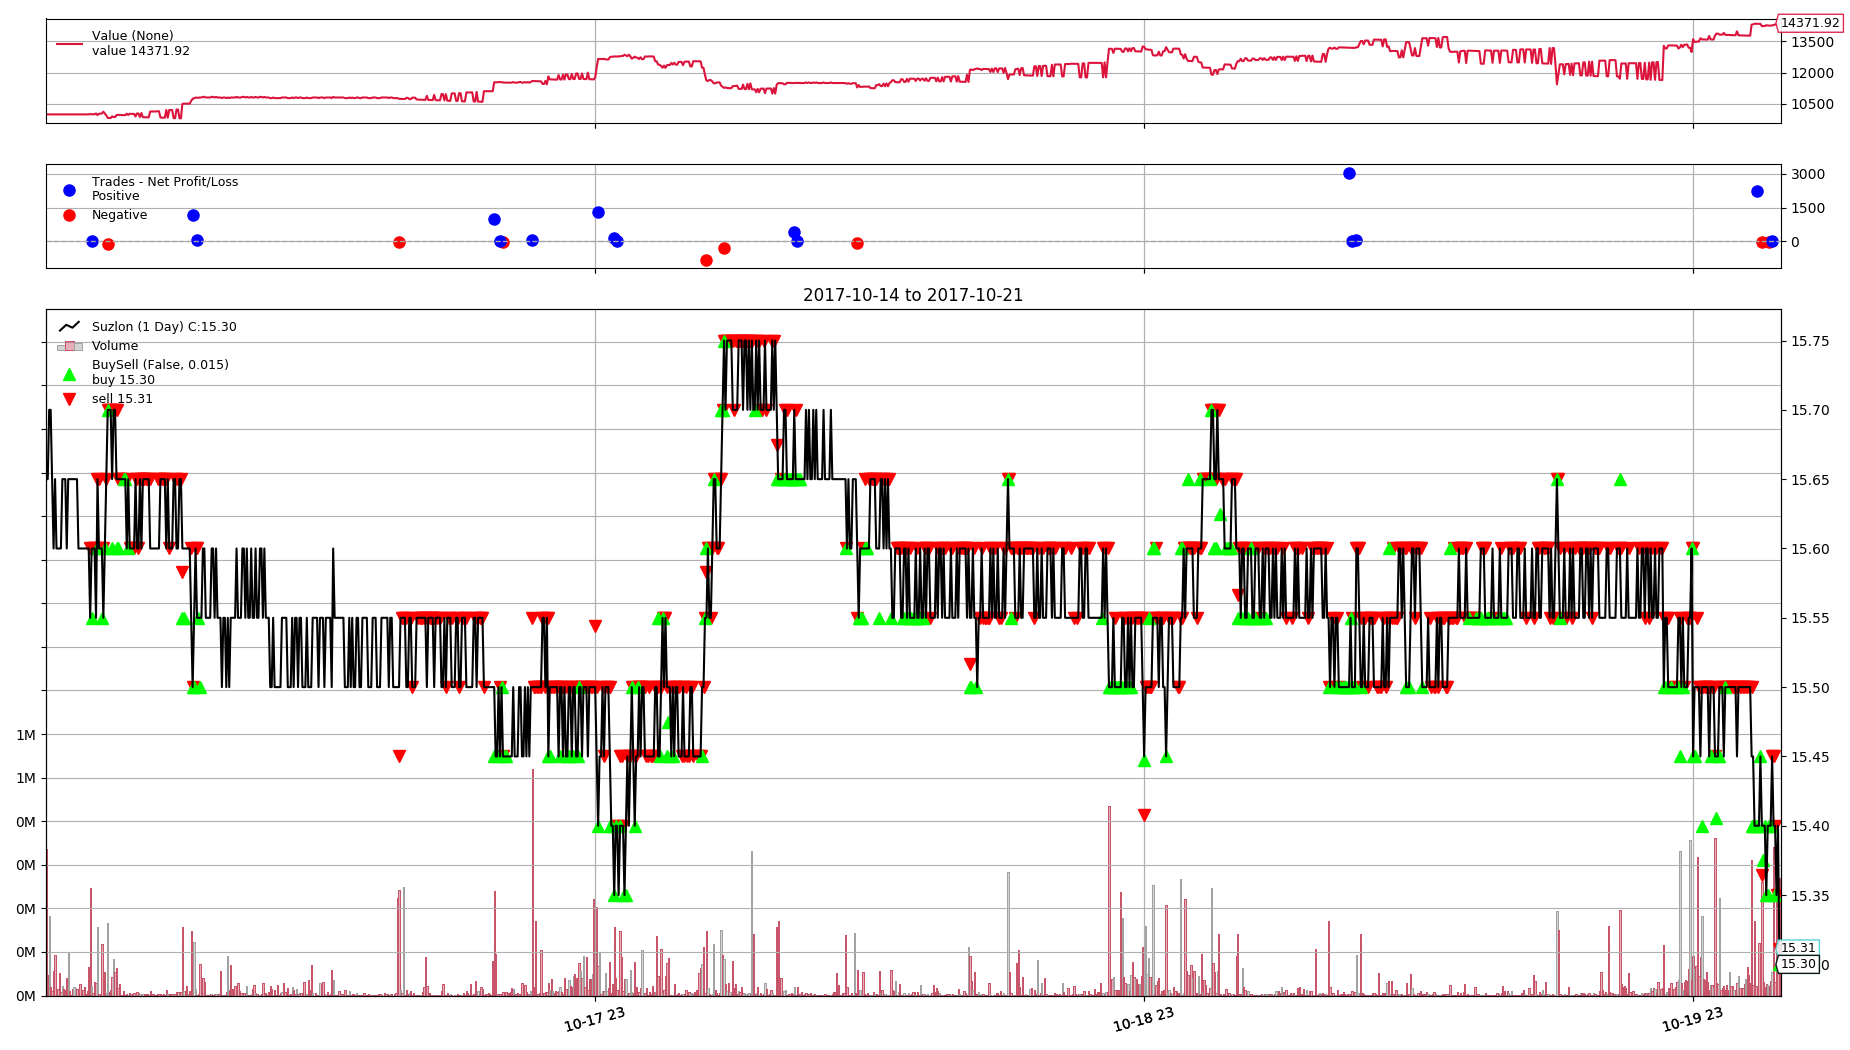 Value (None)
value 14371.92
14371.92
13500
12000
10500
Trades - Net Profit/Loss
Positive
Negative
3000
1500
0
2017-10-14 to 2017-10-21
Suzlon (1 Day) C:15.30
Volume
BuySell (False, 0.015)
buy 15.30
sell 15.31
15.75
15.70
15.65
15.60
15.55
15.50
15.45
15.40
15.35
15.31
15.30
0
1M
1M
0M
0M
0M
0M
0M
10-17 23
10-18 23
10-19 23